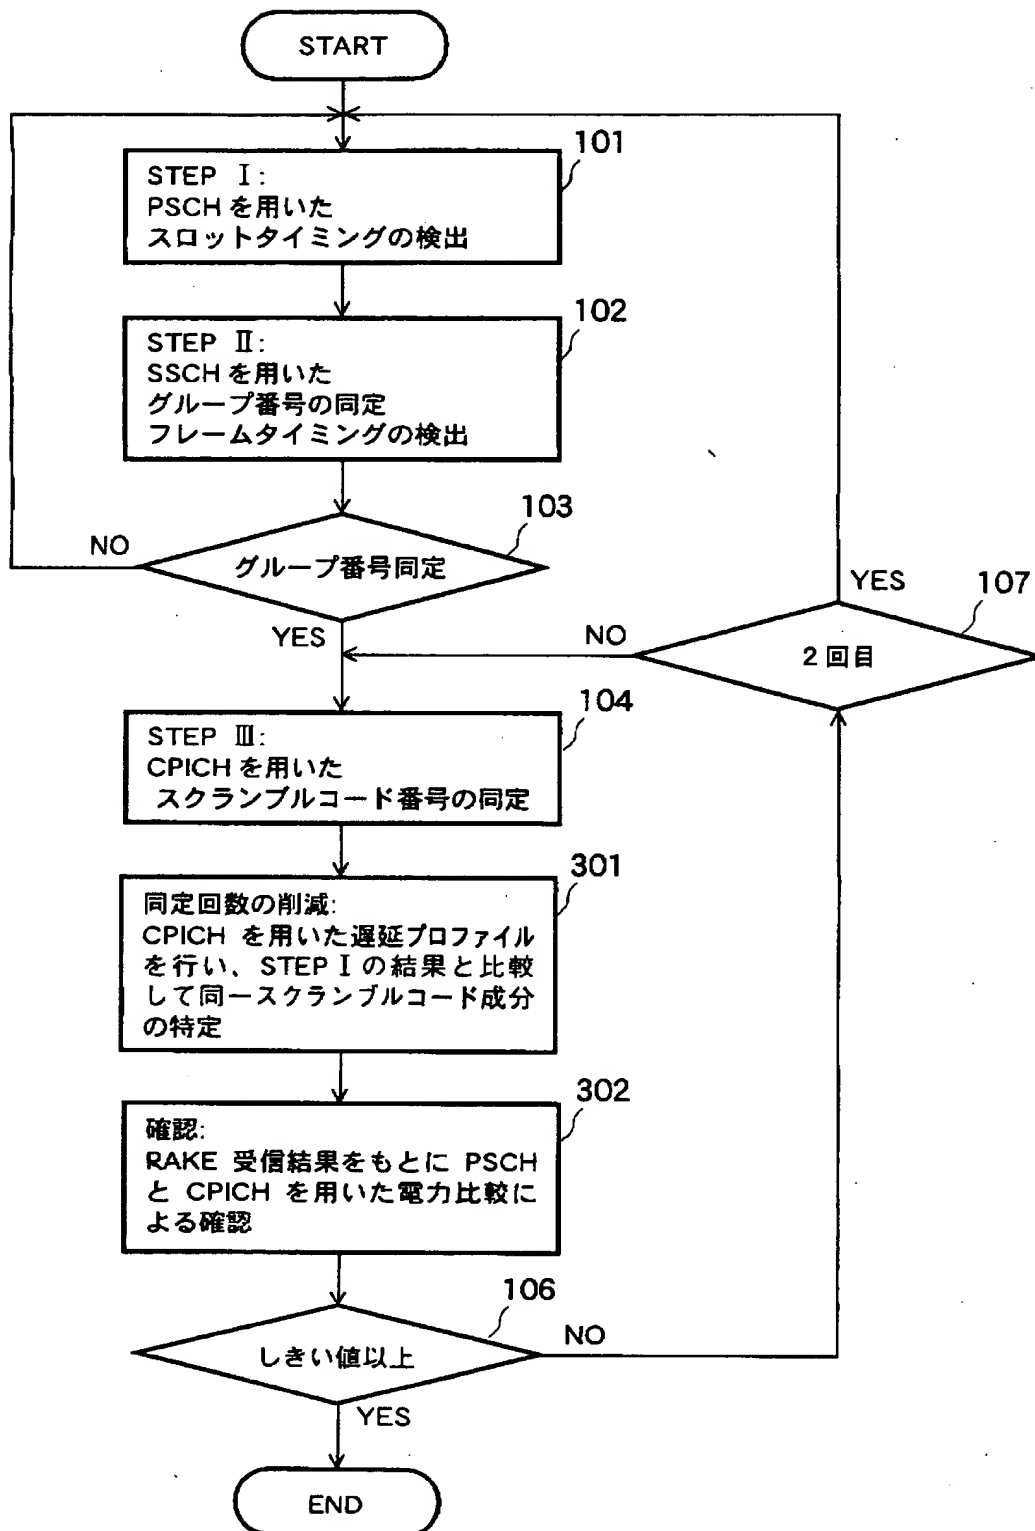 START
101
STEP Ⅰ:
PSCH を用いた
スロットタイミングの検出
102
STEP Ⅱ:
SSCH を用いた
グループ番号の同定
フレームタイミングの検出
103
NO
グループ番号同定
YES
107
YES
NO
2回目
104
STEP Ⅲ:
CPICH を用いた
スクランブルコード番号の同定
301
同定回数の削減:
CPICH を用いた遅延プロファイル
を行い、STEP Ⅰ の結果と比較
して同一スクランブルコード成分
の特定
302
確認:
RAKE 受信結果をもとに PSCH
と CPICH を用いた電力比較に
よる確認
106
しきい値以上
NO
YES
END